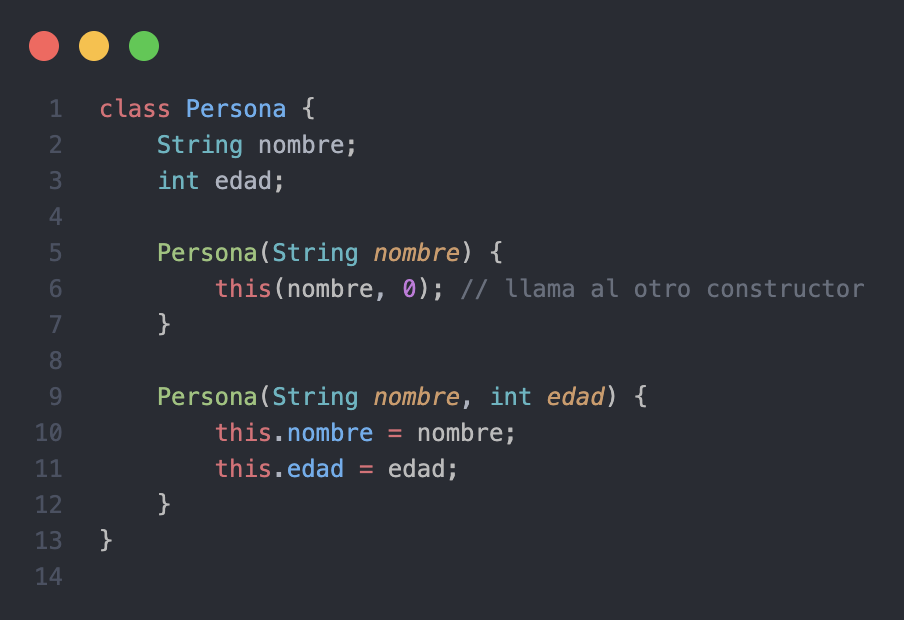 1 class Persona {
2     String nombre;
3     int edad;
4
5     Persona(String nombre) {
6         this(nombre, 0); // llama al otro constructor
7     }
8
9     Persona(String nombre, int edad) {
10         this.nombre = nombre;
11         this.edad = edad;
12     }
13 }
14